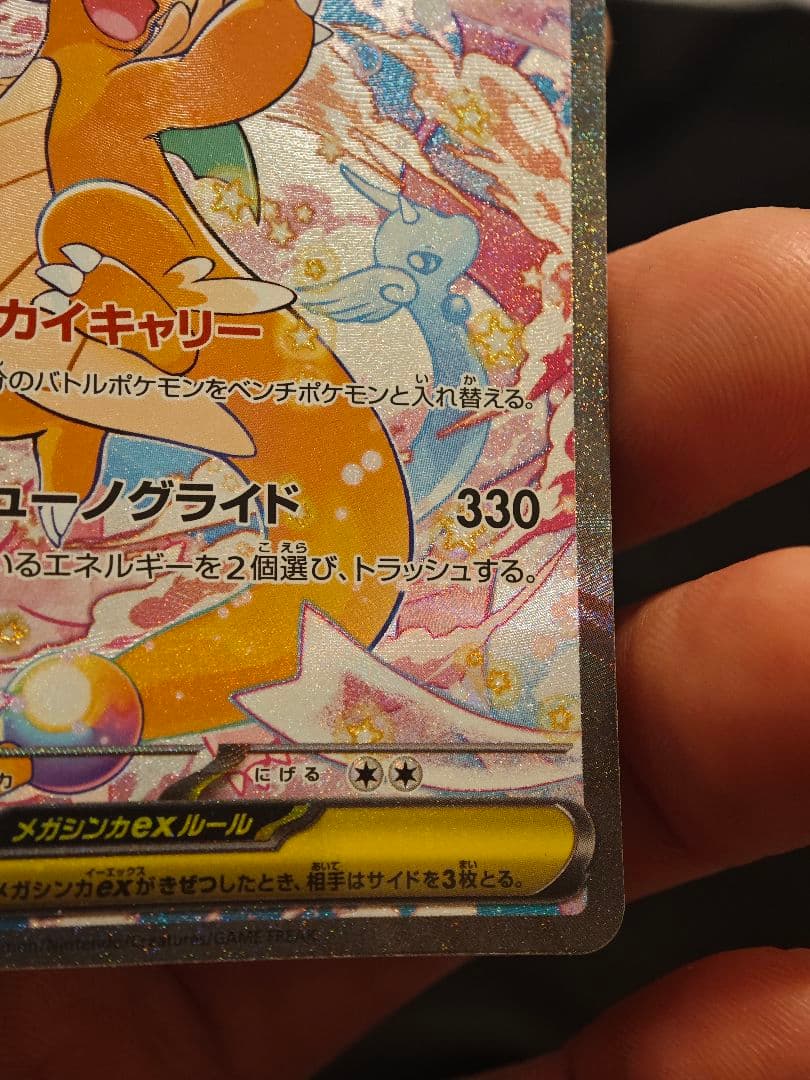 カイキャリー
のバトルポケモンをベンチポケモンと入れ替える。
ューノグライド 330
いるエネルギーを2個選び、トラッシュする。
にげる
メガシンカexルール
メガシンカexがきぜつしたとき、相手はサイドを3枚とる。
/Nintendo/Creatures/GAME FREAK